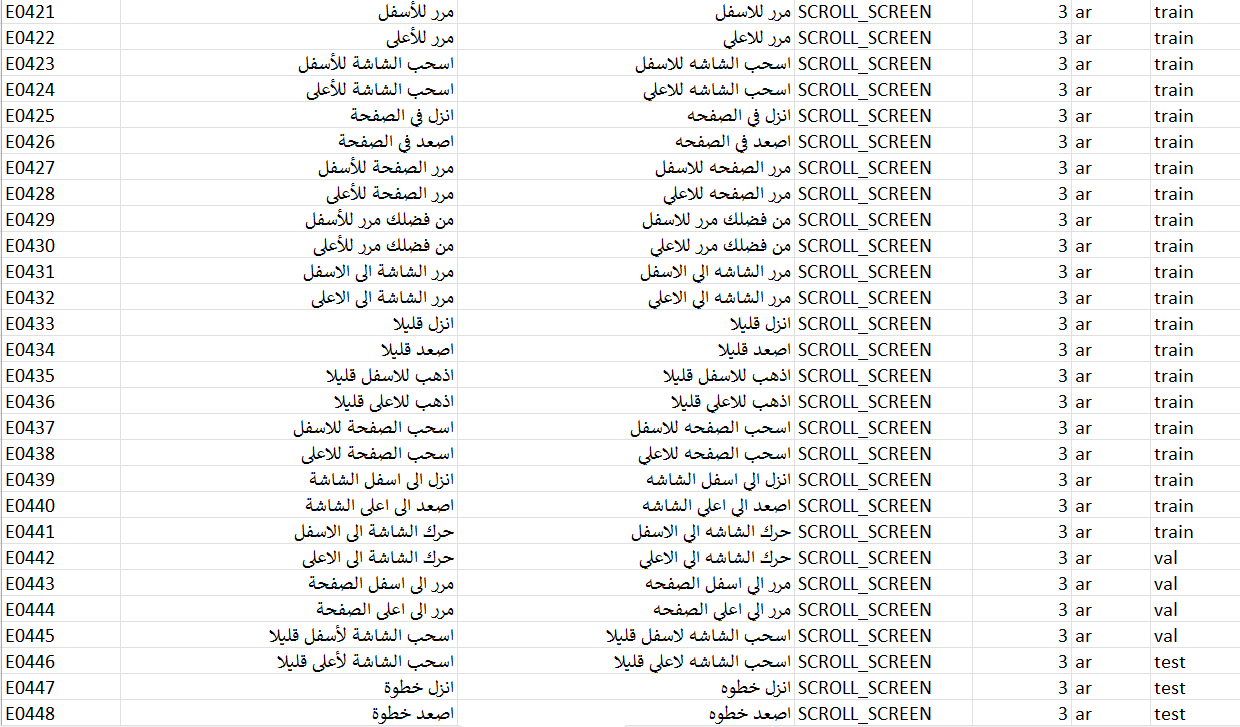 E0421 مرر للأسفل مرر للاسفل SCROLL_SCREEN 3 ar train
E0422 مرر للأعلى مرر للاعلي SCROLL_SCREEN 3 ar train
E0423 اسحب الشاشة للأسفل اسحب الشاشه للاسفل SCROLL_SCREEN 3 ar train
E0424 اسحب الشاشة للأعلى اسحب الشاشه للاعلي SCROLL_SCREEN 3 ar train
E0425 انزل في الصفحة انزل في الصفحه SCROLL_SCREEN 3 ar train
E0426 اصعد في الصفحة اصعد في الصفحه SCROLL_SCREEN 3 ar train
E0427 مرر الصفحة للأسفل مرر الصفحه للاسفل SCROLL_SCREEN 3 ar train
E0428 مرر الصفحة للأعلى مرر الصفحه للاعلي SCROLL_SCREEN 3 ar train
E0429 من فضلك مرر للأسفل من فضلك مرر للاسفل SCROLL_SCREEN 3 ar train
E0430 من فضلك مرر للأعلى من فضلك مرر للاعلي SCROLL_SCREEN 3 ar train
E0431 مرر الشاشة الى الاسفل مرر الشاشه الي الاسفل SCROLL_SCREEN 3 ar train
E0432 مرر الشاشة الى الاعلى مرر الشاشه الي الاعلي SCROLL_SCREEN 3 ar train
E0433 انزل قليلا انزل قليلا SCROLL_SCREEN 3 ar train
E0434 اصعد قليلا اصعد قليلا SCROLL_SCREEN 3 ar train
E0435 اذهب للاسفل قليلا اذهب للاسفل قليلا SCROLL_SCREEN 3 ar train
E0436 اذهب للاعلى قليلا اذهب للاعلي قليلا SCROLL_SCREEN 3 ar train
E0437 اسحب الصفحة للاسفل اسحب الصفحه للاسفل SCROLL_SCREEN 3 ar train
E0438 اسحب الصفحة للاعلى اسحب الصفحه للاعلي SCROLL_SCREEN 3 ar train
E0439 انزل الى اسفل الشاشة انزل الي اسفل الشاشه SCROLL_SCREEN 3 ar train
E0440 اصعد الى اعلى الشاشة اصعد الي اعلي الشاشه SCROLL_SCREEN 3 ar train
E0441 حرك الشاشة الى الاسفل حرك الشاشه الي الاسفل SCROLL_SCREEN 3 ar train
E0442 حرك الشاشة الى الاعلى حرك الشاشه الي الاعلي SCROLL_SCREEN 3 ar val
E0443 مرر الى اسفل الصفحة مرر الي اسفل الصفحه SCROLL_SCREEN 3 ar val
E0444 مرر الى اعلى الصفحة مرر الي اعلي الصفحه SCROLL_SCREEN 3 ar val
E0445 اسحب الشاشة لأسفل قليلا اسحب الشاشه لاسفل قليلا SCROLL_SCREEN 3 ar val
E0446 اسحب الشاشة لأعلى قليلا اسحب الشاشه لاعلي قليلا SCROLL_SCREEN 3 ar test
E0447 انزل خطوة انزل خطوه SCROLL_SCREEN 3 ar test
E0448 اصعد خطوة اصعد خطوه SCROLL_SCREEN 3 ar test